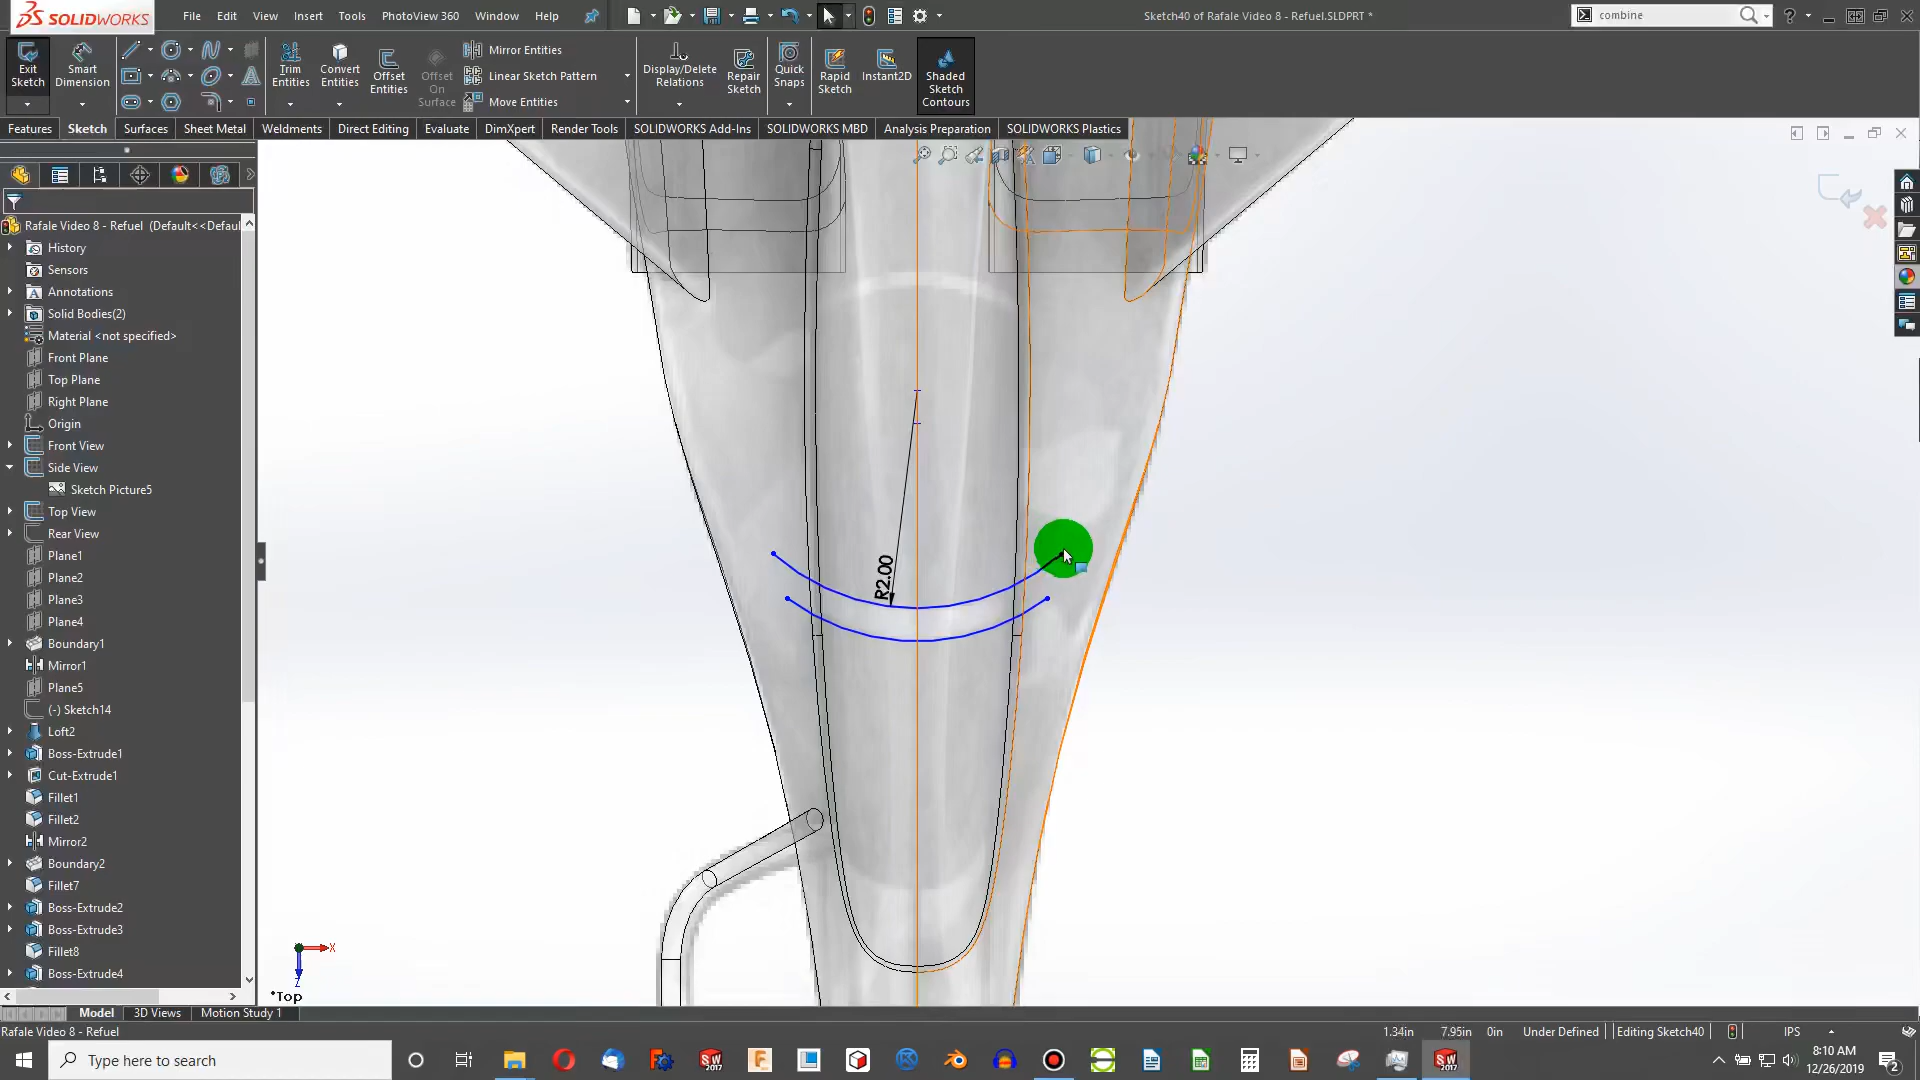 SOLIDWORKS
File Edit View Insert Tools PhotoView 360 Window Help
Sketch40 of Rafale Video 8 - Refuel.SLDPRT *
combine
Exit Sketch
Smart Dimension
Trim Entities
Convert Entities
Offset Entities
Offset On Surface
Mirror Entities
Linear Sketch Pattern
Move Entities
Display/Delete Relations
Repair Sketch
Quick Snaps
Rapid Sketch
Instant2D
Shaded Sketch Contours
Features Sketch Surfaces Sheet Metal Weldments Direct Editing Evaluate DimXpert Render Tools SOLIDWORKS Add-Ins SOLIDWORKS MBD Analysis Preparation SOLIDWORKS Plastics
Rafale Video 8 - Refuel (Default<<Defau
History
Sensors
Annotations
Solid Bodies(2)
Material <not specified>
Front Plane
Top Plane
Right Plane
Origin
Front View
Side View
Sketch Picture5
Top View
Rear View
Plane1
Plane2
Plane3
Plane4
Boundary1
Mirror1
Plane5
(-) Sketch14
Loft2
Boss-Extrude1
Cut-Extrude1
Fillet1
Fillet2
Mirror2
Boundary2
Fillet7
Boss-Extrude2
Boss-Extrude3
Fillet8
Boss-Extrude4
R2.00
X
Z
*Top
Model 3D Views Motion Study 1
Rafale Video 8 - Refuel
1.34in 7.95in 0in Under Defined Editing Sketch40 IPS
Type here to search
8:10 AM
12/26/2019
2